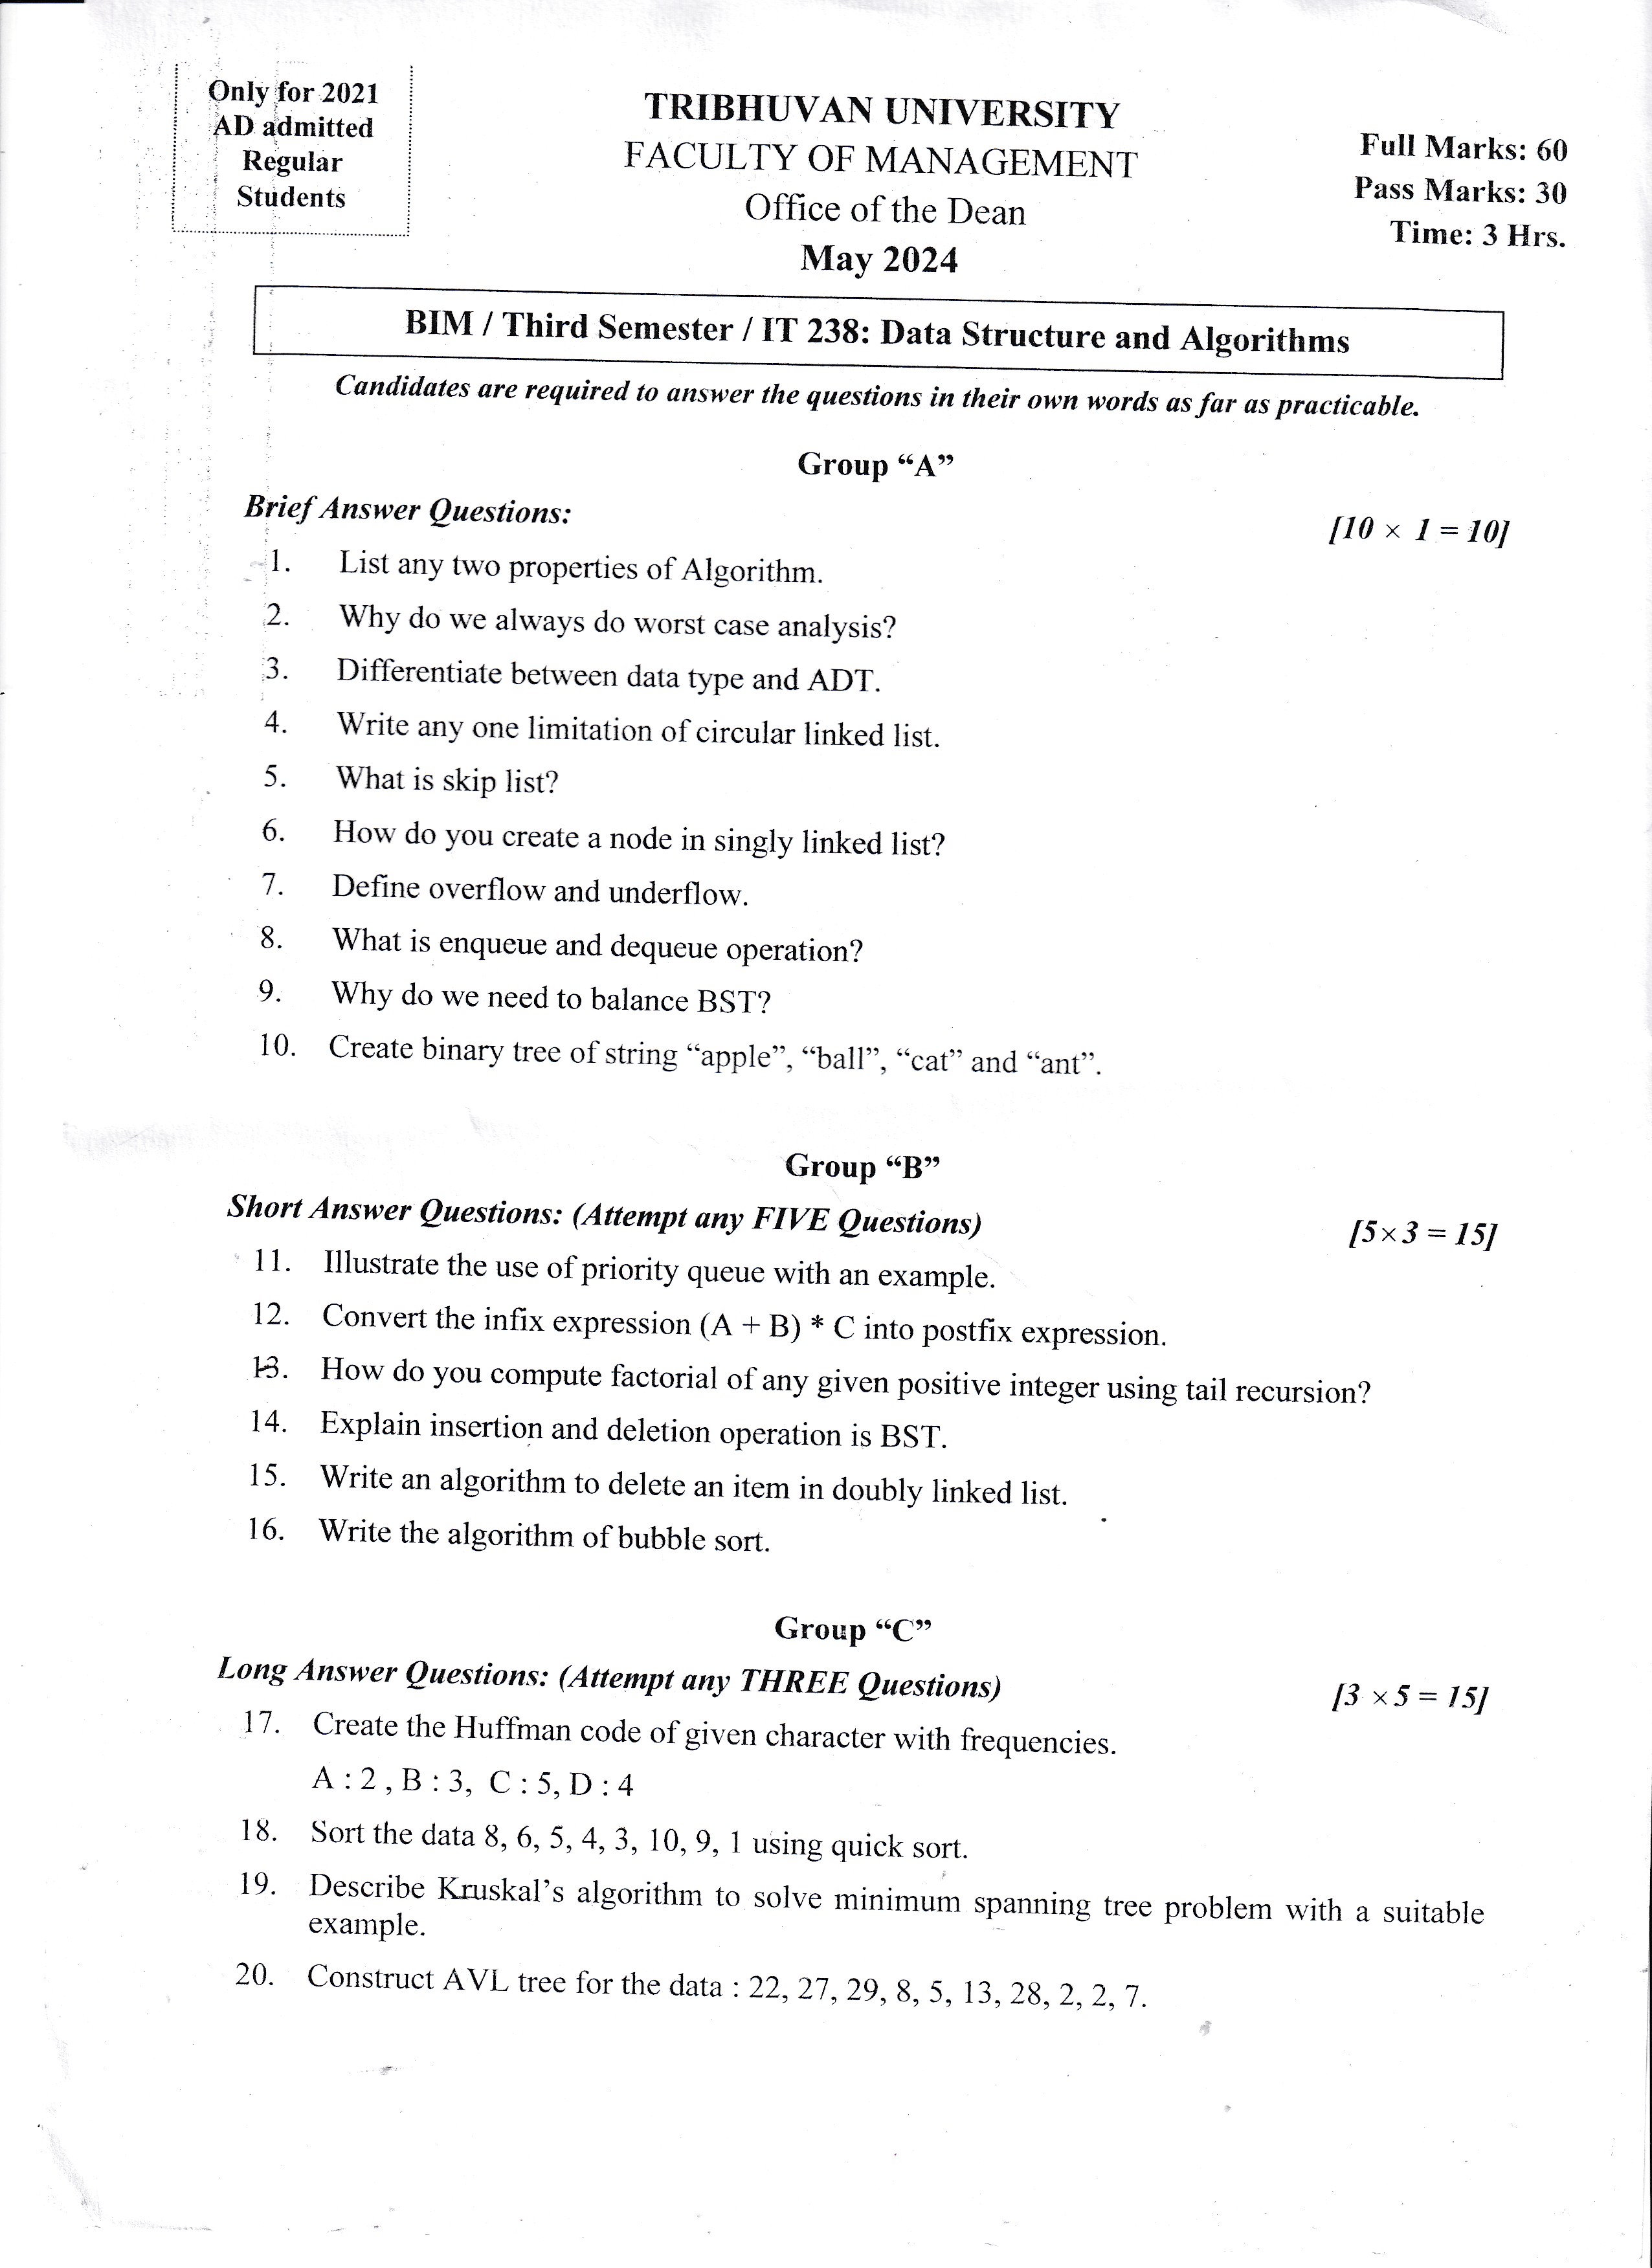 Only for 2021
AD admitted
Regular
Students
TRIBHUVAN UNIVERSITY
FACULTY OF MANAGEMENT
Office of the Dean
May 2024
Full Marks: 60
Pass Marks: 30
Time: 3 Hrs.
BIM / Third Semester / IT 238: Data Structure and Algorithms
Candidates are required to answer the questions in their own words as far as practicable.
Group “A”
Brief Answer Questions: [10 × 1 = 10]
1. List any two properties of Algorithm.
2. Why do we always do worst case analysis?
3. Differentiate between data type and ADT.
4. Write any one limitation of circular linked list.
5. What is skip list?
6. How do you create a node in singly linked list?
7. Define overflow and underflow.
8. What is enqueue and dequeue operation?
9. Why do we need to balance BST?
10. Create binary tree of string “apple”, “ball”, “cat” and “ant”.
Group “B”
Short Answer Questions: (Attempt any FIVE Questions) [5×3 = 15]
11. Illustrate the use of priority queue with an example.
12. Convert the infix expression (A + B) * C into postfix expression.
13. How do you compute factorial of any given positive integer using tail recursion?
14. Explain insertion and deletion operation is BST.
15. Write an algorithm to delete an item in doubly linked list.
16. Write the algorithm of bubble sort.
Group “C”
Long Answer Questions: (Attempt any THREE Questions) [3 ×5 = 15]
17. Create the Huffman code of given character with frequencies.
A : 2 , B : 3, C : 5, D : 4
18. Sort the data 8, 6, 5, 4, 3, 10, 9, 1 using quick sort.
19. Describe Kruskal’s algorithm to solve minimum spanning tree problem with a suitable
example.
20. Construct AVL tree for the data : 22, 27, 29, 8, 5, 13, 28, 2, 2, 7.